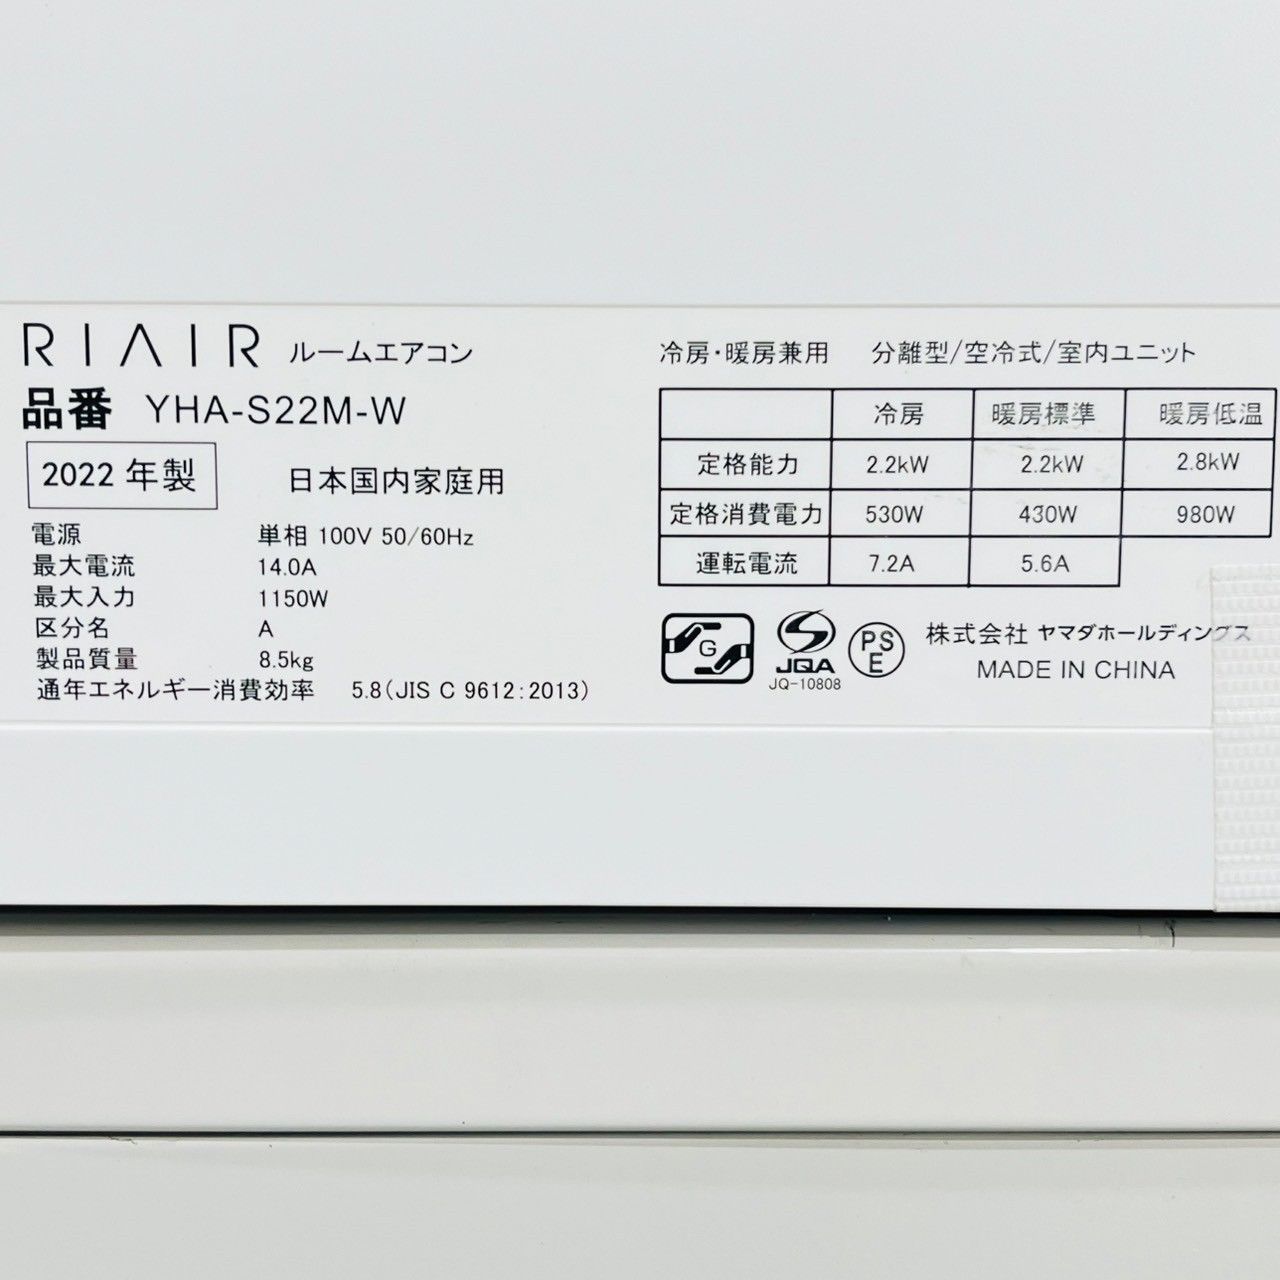 RIAIR ルームエアコン
品番 YHA-S22M-W
2022 年製 日本国内家庭用
電源 単相 100V 50/60Hz
最大電流 14.0A
最大入力 1150W
区分名 A
製品質量 8.5kg
通年エネルギー消費効率 5.8(JIS C 9612:2013)
冷房・暖房兼用 分離型/空冷式/室内ユニット
冷房 暖房標準 暖房低温
定格能力 2.2kW 2.2kW 2.8kW
定格消費電力 530W 430W 980W
運転電流 7.2A 5.6A
G
JQA
JQ-10808
PS
E
株式会社 ヤマダホールディングス
MADE IN CHINA